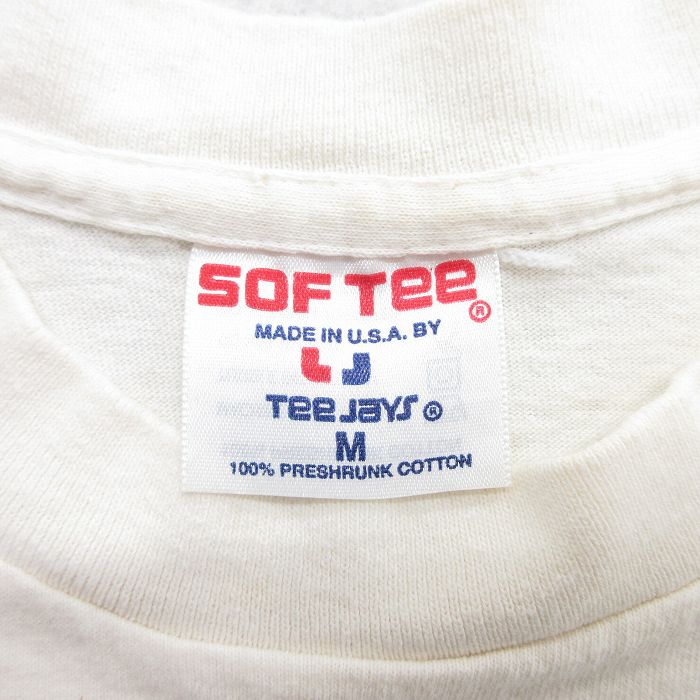 SOF TEE ®
MADE IN U.S.A. BY
TEE JAYS ®
M
100% PRESHRUNK COTTON